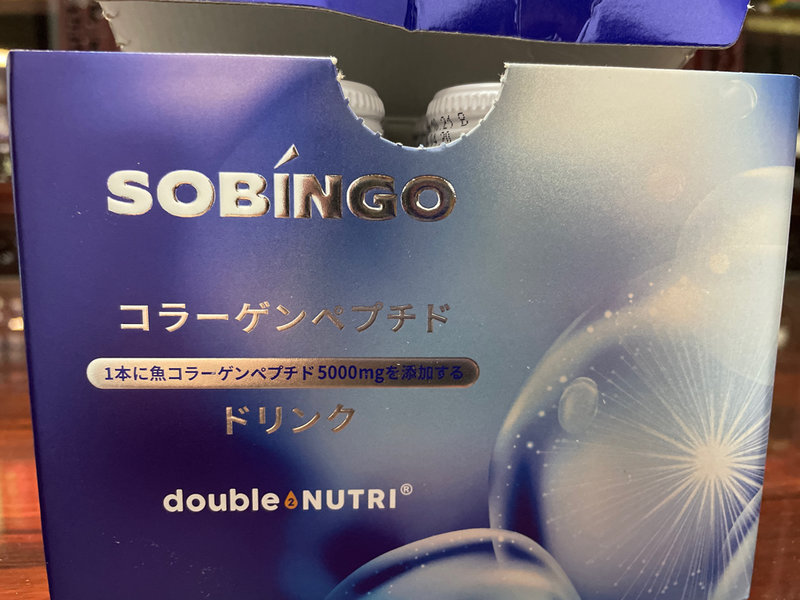 SOBÍNGO
コラーゲンペプチド
1本に魚コラーゲンペプチド5000mgを添加する
ドリンク
double 2 NUTRI®